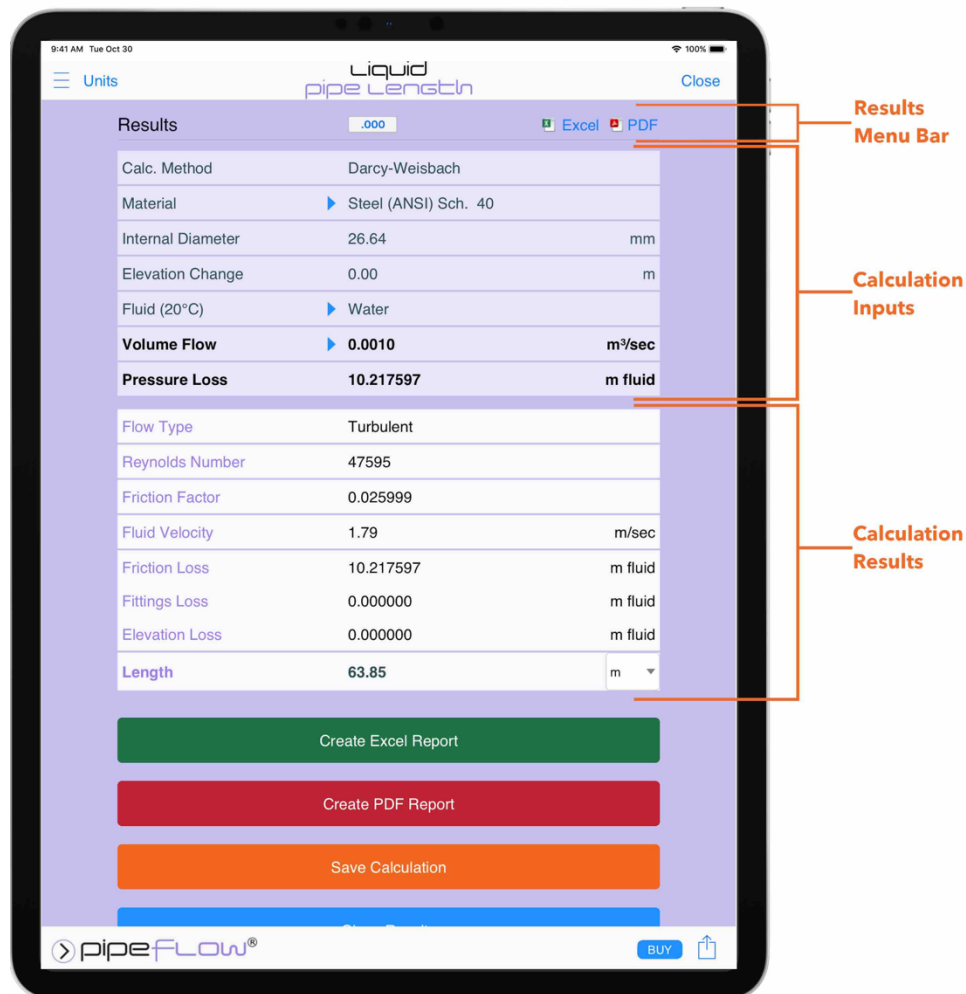 9:41 AM Tue Oct 30 100%
Units Liquid Close
pipe Length
Results .000 Excel PDF
Results
Menu Bar
Calc. Method Darcy-Weisbach
Material Steel (ANSI) Sch. 40
Internal Diameter 26.64 mm
Elevation Change 0.00 m
Calculation
Inputs
Fluid (20°C) Water
Volume Flow 0.0010 m³/sec
Pressure Loss 10.217597 m fluid
Flow Type Turbulent
Reynolds Number 47595
Friction Factor 0.025999
Fluid Velocity 1.79 m/sec
Calculation
Results
Friction Loss 10.217597 m fluid
Fittings Loss 0.000000 m fluid
Elevation Loss 0.000000 m fluid
Length 63.85 m
Create Excel Report
Create PDF Report
Save Calculation
pipeFLOW® BUY